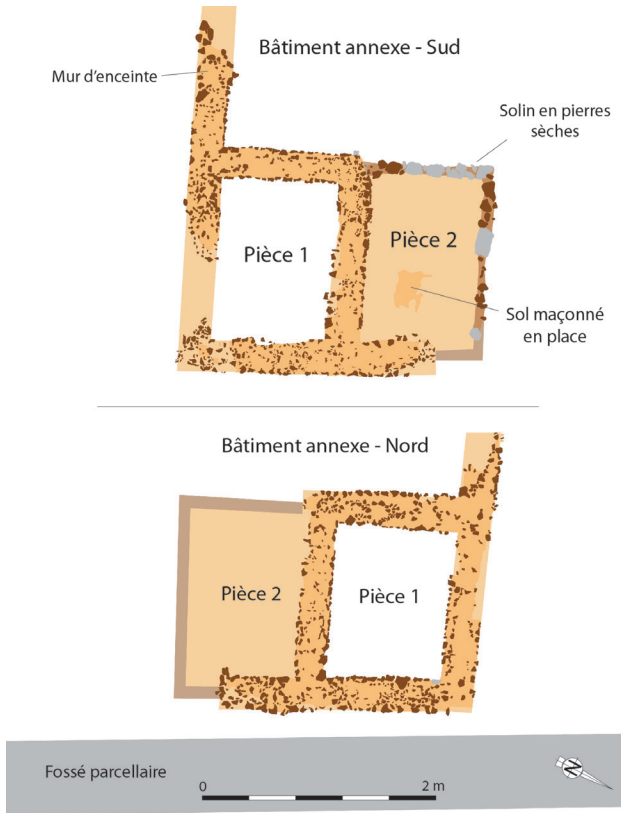 Bâtiment annexe - Sud
Mur d'enceinte
Solin en pierres
sèches
Pièce 1
Pièce 2
Sol maçonné
en place
Bâtiment annexe - Nord
Pièce 2
Pièce 1
Fossé parcellaire
0
2 m
N